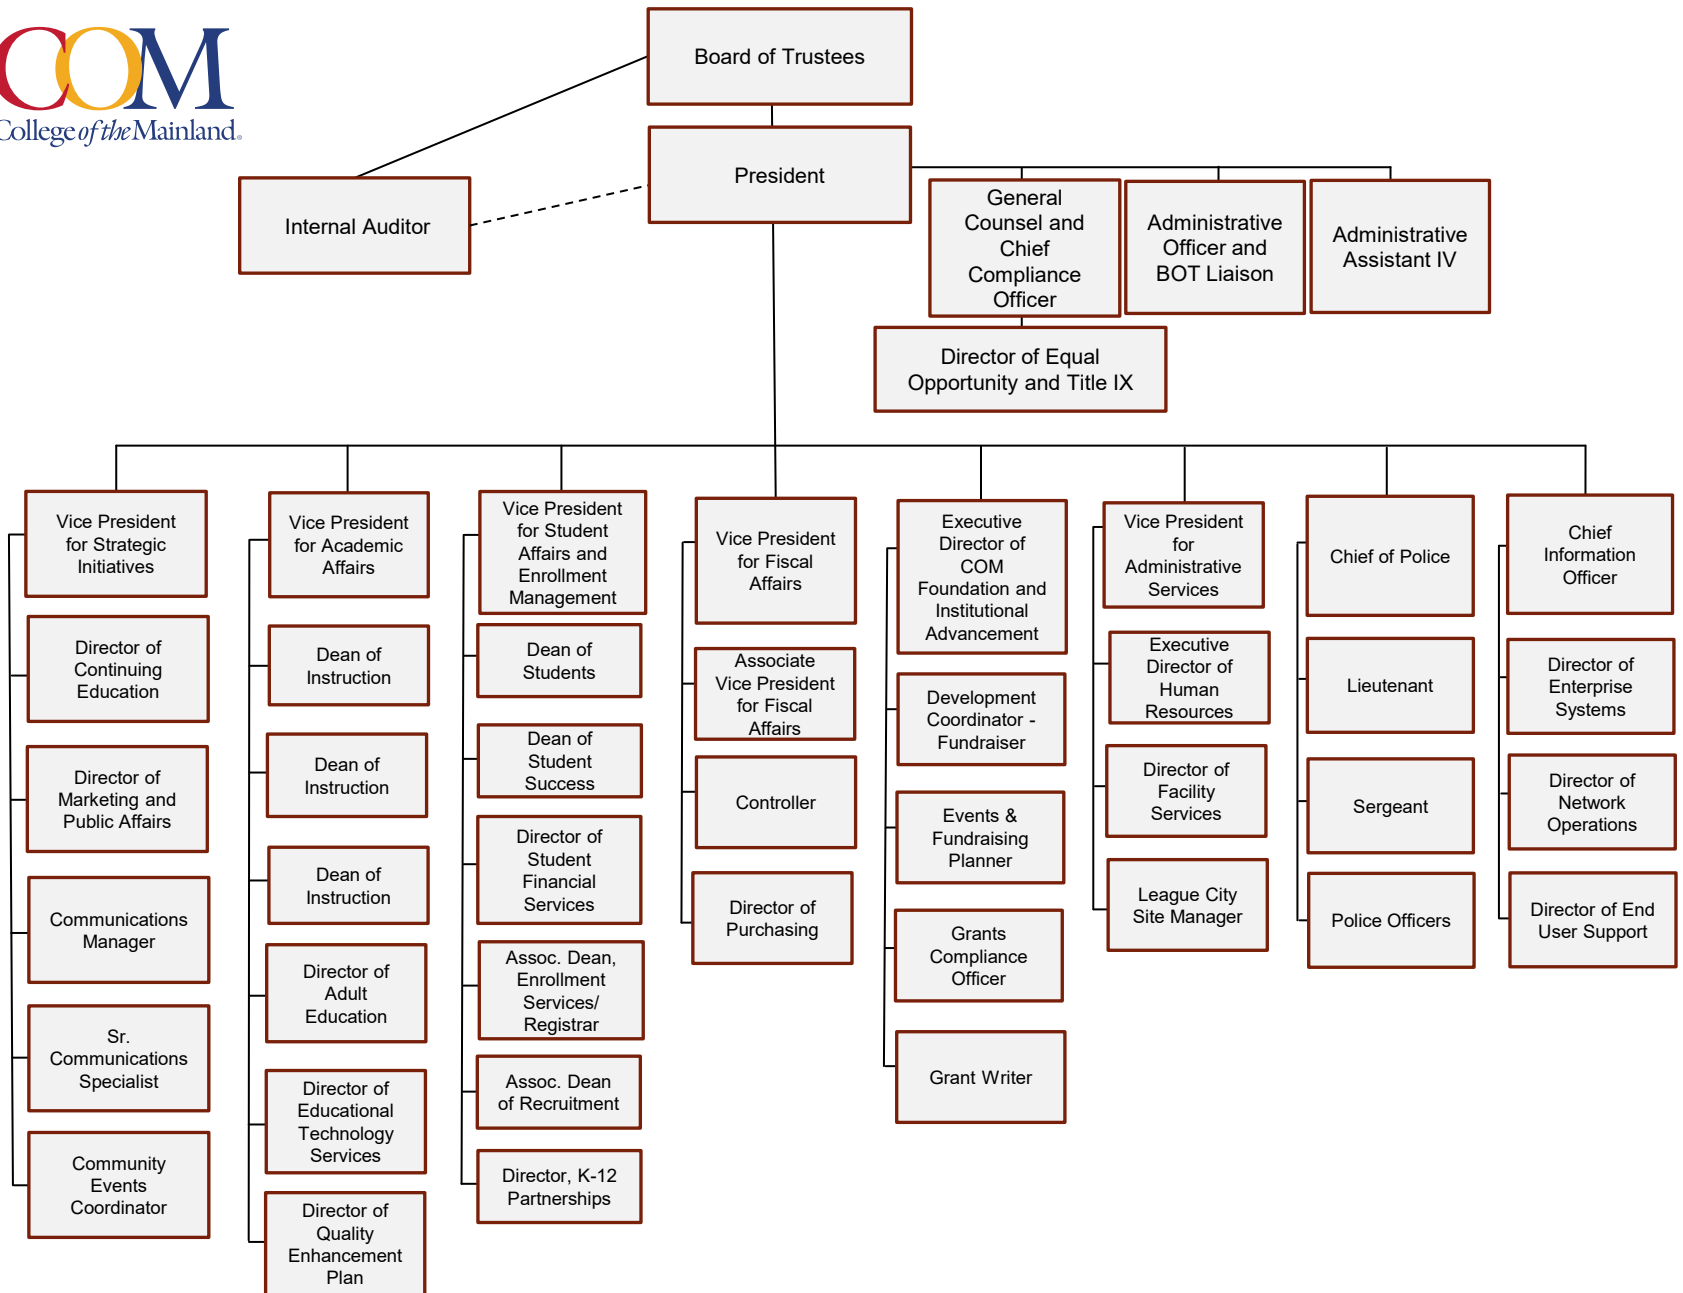 COM
College of the Mainland®
Board of Trustees
President
Internal Auditor
General
Counsel and
Chief
Compliance
Officer
Administrative
Officer and
BOT Liaison
Administrative
Assistant IV
Director of Equal
Opportunity and Title IX
Vice President
for Strategic
Initiatives
Director of
Continuing
Education
Director of
Marketing and
Public Affairs
Communications
Manager
Sr.
Communications
Specialist
Community
Events
Coordinator
Vice President
for Academic
Affairs
Dean of
Instruction
Dean of
Instruction
Dean of
Instruction
Director of
Adult
Education
Director of
Educational
Technology
Services
Director of
Quality
Enhancement
Plan
Vice President
for Student
Affairs and
Enrollment
Management
Dean of
Students
Dean of
Student
Success
Director of
Student
Financial
Services
Assoc. Dean,
Enrollment
Services/
Registrar
Assoc. Dean
of Recruitment
Director, K-12
Partnerships
Vice President
for Fiscal
Affairs
Associate
Vice President
for Fiscal
Affairs
Controller
Director of
Purchasing
Executive
Director of
COM
Foundation and
Institutional
Advancement
Development
Coordinator -
Fundraiser
Events &
Fundraising
Planner
Grants
Compliance
Officer
Grant Writer
Vice President
for
Administrative
Services
Executive
Director of
Human
Resources
Director of
Facility
Services
League City
Site Manager
Chief of Police
Lieutenant
Sergeant
Police Officers
Chief
Information
Officer
Director of
Enterprise
Systems
Director of
Network
Operations
Director of End
User Support